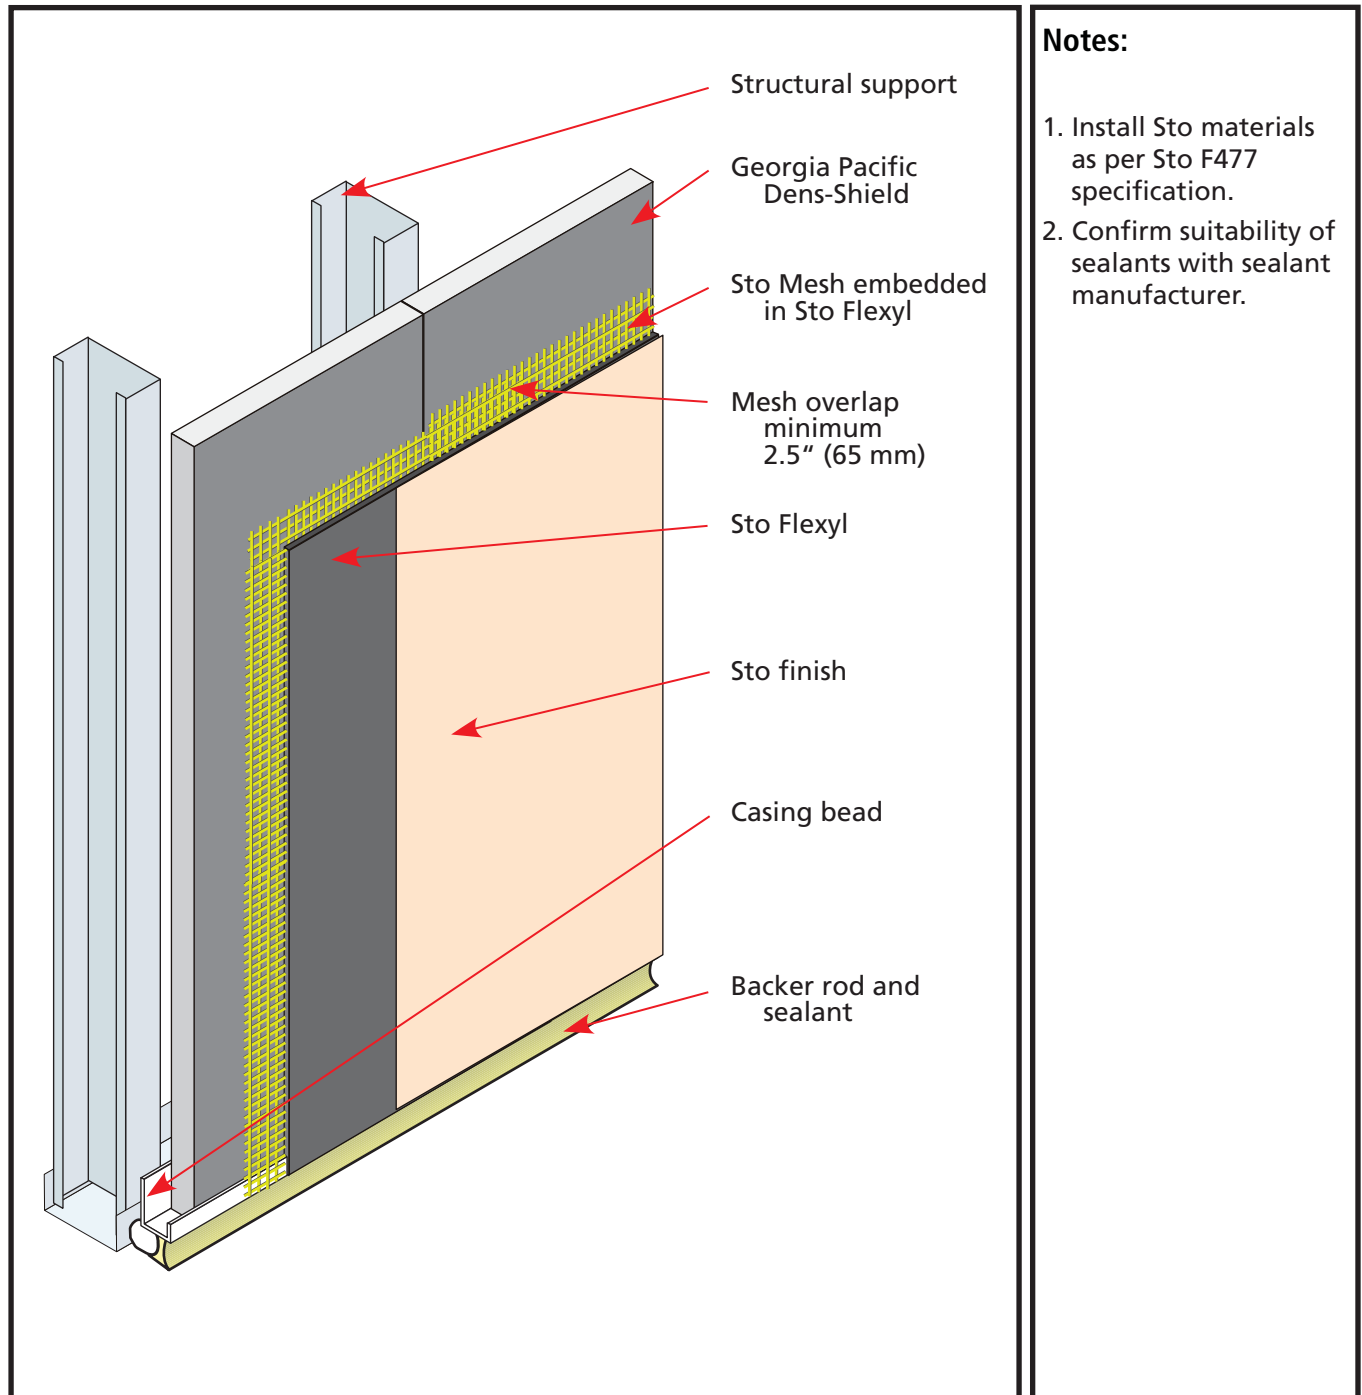 Structural support
Georgia Pacific
Dens-Shield
Sto Mesh embedded
in Sto Flexyl
Mesh overlap
minimum
2.5“ (65 mm)
Sto Flexyl
Sto finish
Casing bead
Backer rod and
sealant
Notes:
1. Install Sto materials
as per Sto F477
specification.
2. Confirm suitability of
sealants with sealant
manufacturer.